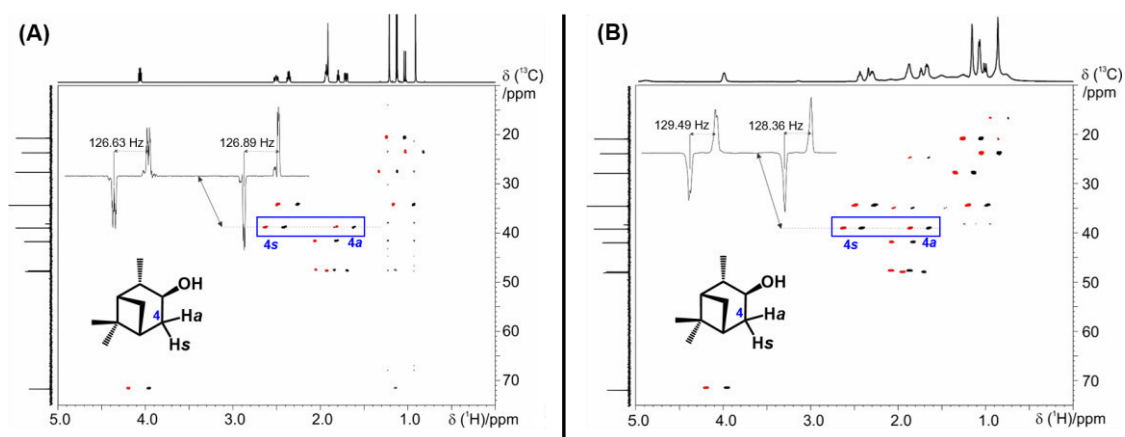 (A)
δ (¹³C)
/ppm
126.63 Hz
126.89 Hz
20
30
40
50
60
70
4s
4a
OH
4
Ha
Hs
5.0
4.0
3.0
2.0
1.0
δ (¹H)/ppm
(B)
δ (¹³C)
/ppm
129.49 Hz
128.36 Hz
20
30
40
50
60
70
4s
4a
OH
4
Ha
Hs
5.0
4.0
3.0
2.0
1.0
δ (¹H)/ppm